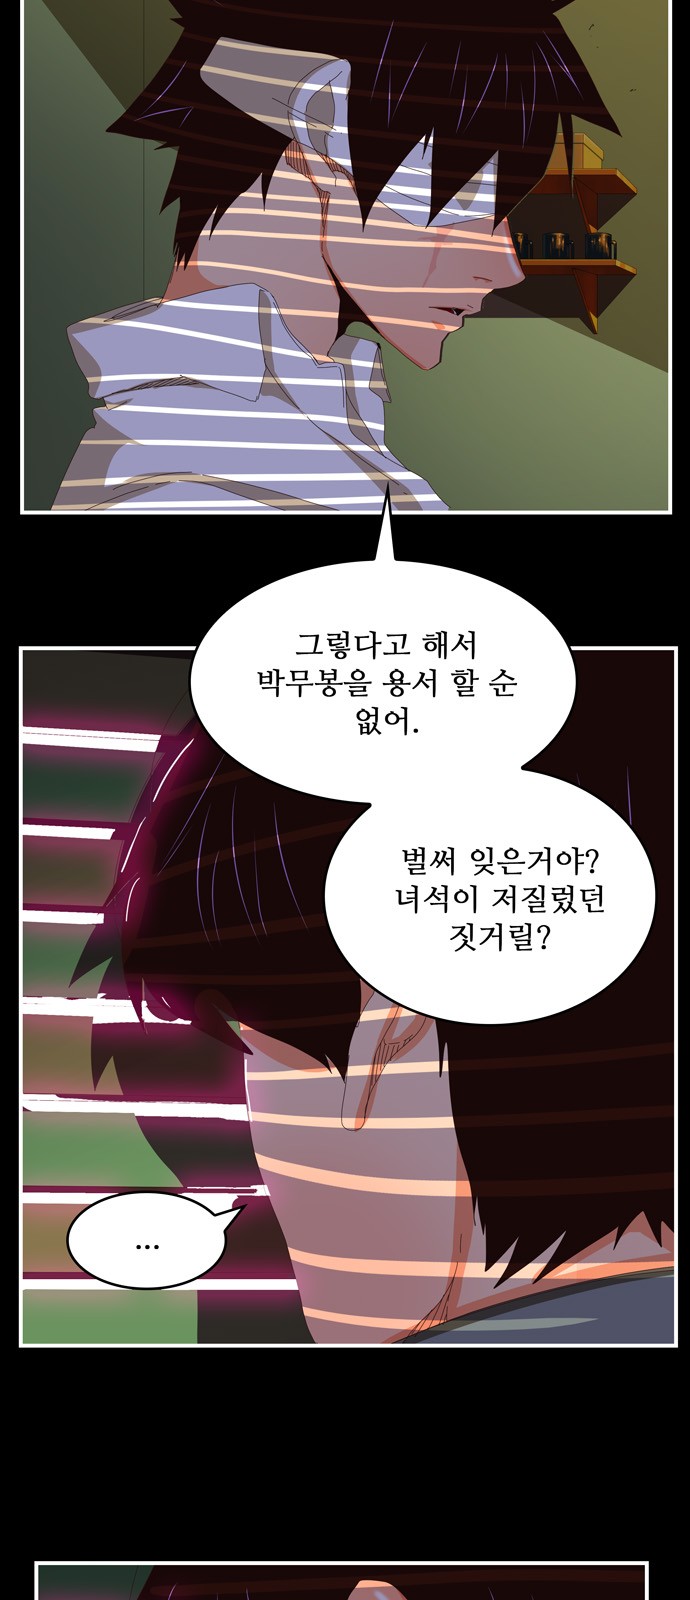 그렇다고 해서
박무봉을 용서 할 순
없어.
벌써 잊은거야?
녀석이 저질렀던
짓거릴?
...